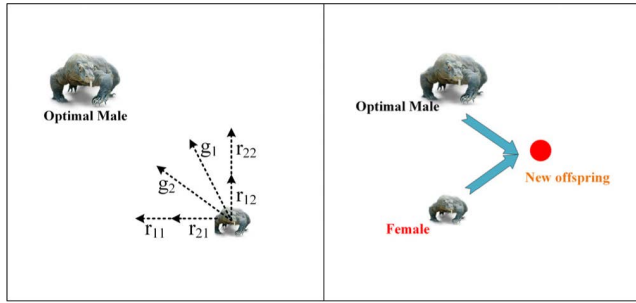 Optimal Male
g₁
r₂₂
g₂
r₁₂
r₁₁
r₂₁
Optimal Male
New offspring
Female